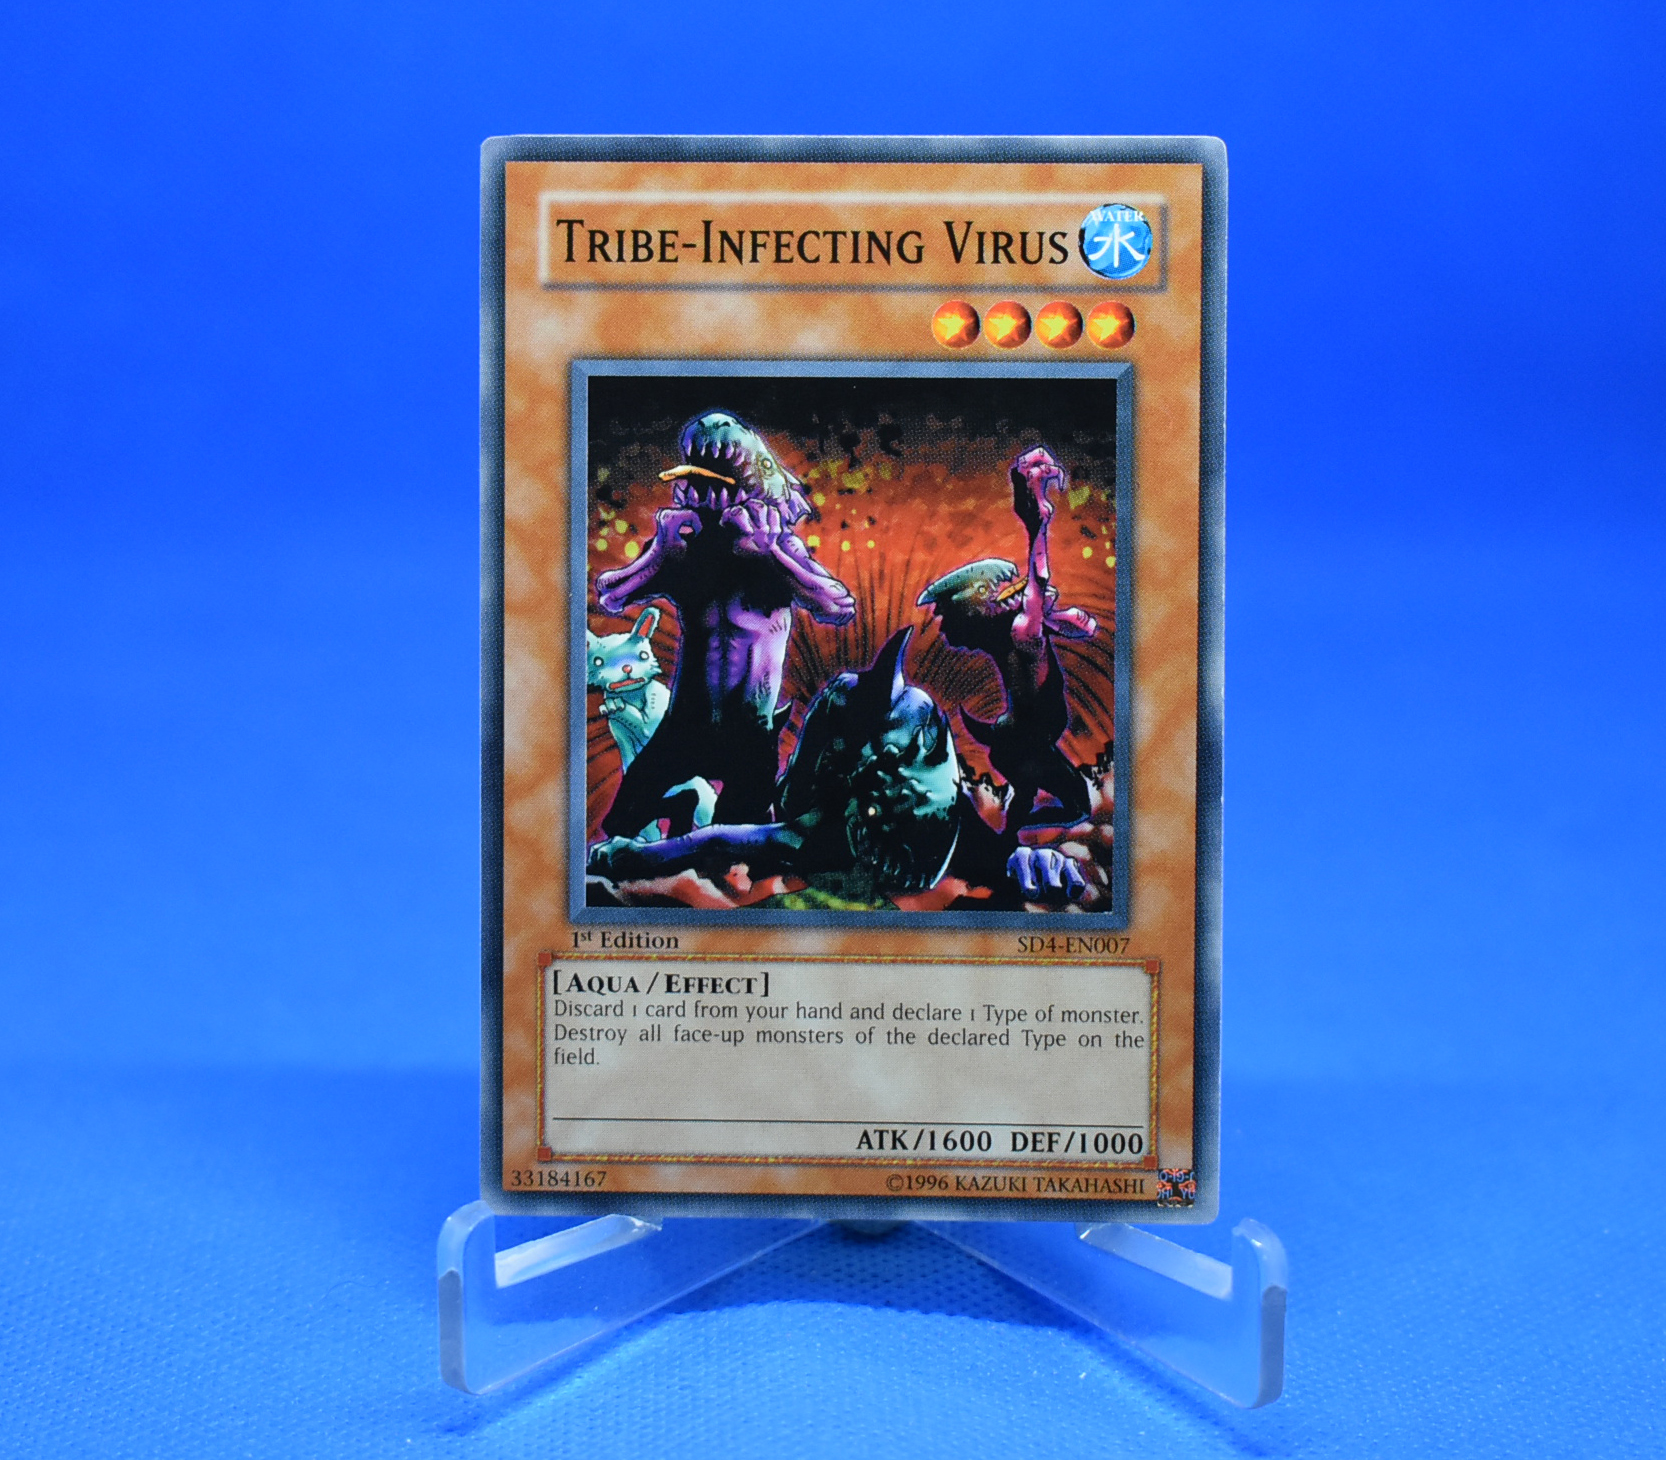 TRIBE-INFECTING VIRUS
WATER
水
1st Edition
SD4-EN007
[AQUA / EFFECT]
Discard 1 card from your hand and declare 1 Type of monster.
Destroy all face-up monsters of the declared Type on the
field.
ATK/1600 DEF/1000
33184167
©1996 KAZUKI TAKAHASHI